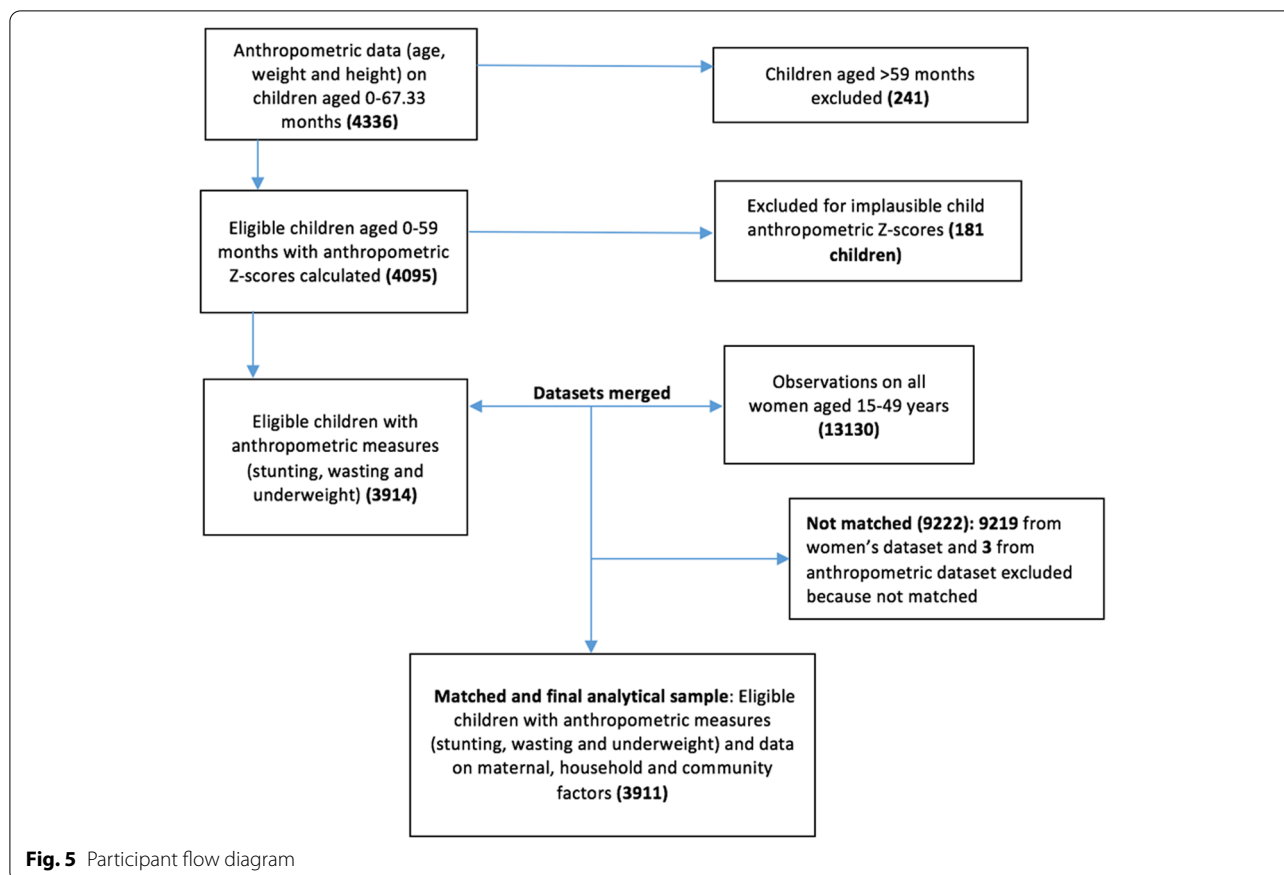 Anthropometric data (age,
weight and height) on
children aged 0-67.33
months (4336)
Children aged >59 months
excluded (241)
Eligible children aged 0-59
months with anthropometric
Z-scores calculated (4095)
Excluded for implausible child
anthropometric Z-scores (181
children)
Eligible children with
anthropometric measures
(stunting, wasting and
underweight) (3914)
Datasets merged
Observations on all
women aged 15-49 years
(13130)
Not matched (9222): 9219 from
women's dataset and 3 from
anthropometric dataset excluded
because not matched
Matched and final analytical sample: Eligible
children with anthropometric measures
(stunting, wasting and underweight) and data
on maternal, household and community
factors (3911)
Fig. 5 Participant flow diagram